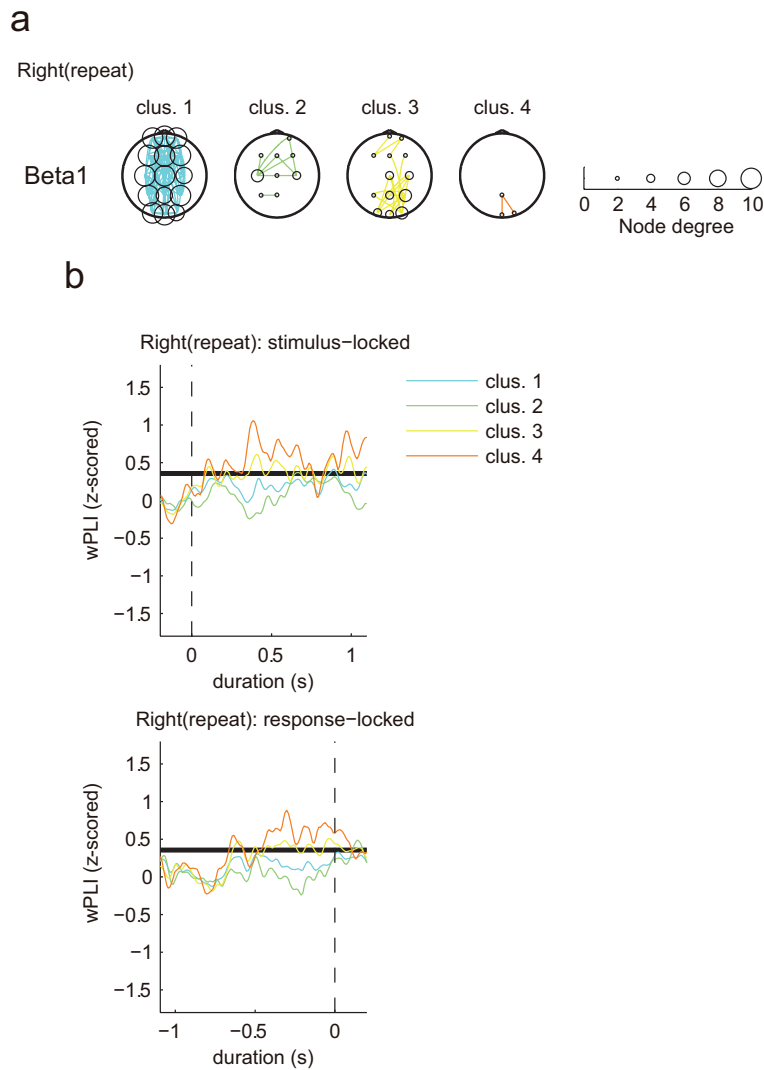 a
Right(repeat)
clus. 1 clus. 2 clus. 3 clus. 4
Beta1
0 2 4 6 8 10
Node degree
b
Right(repeat): stimulus−locked
1.5
1
0.5
0
−0.5
−1
−1.5
wPLI (z-scored)
0 0.5 1
duration (s)
clus. 1
clus. 2
clus. 3
clus. 4
Right(repeat): response−locked
1.5
1
0.5
0
−0.5
−1
−1.5
wPLI (z-scored)
−1 −0.5 0
duration (s)